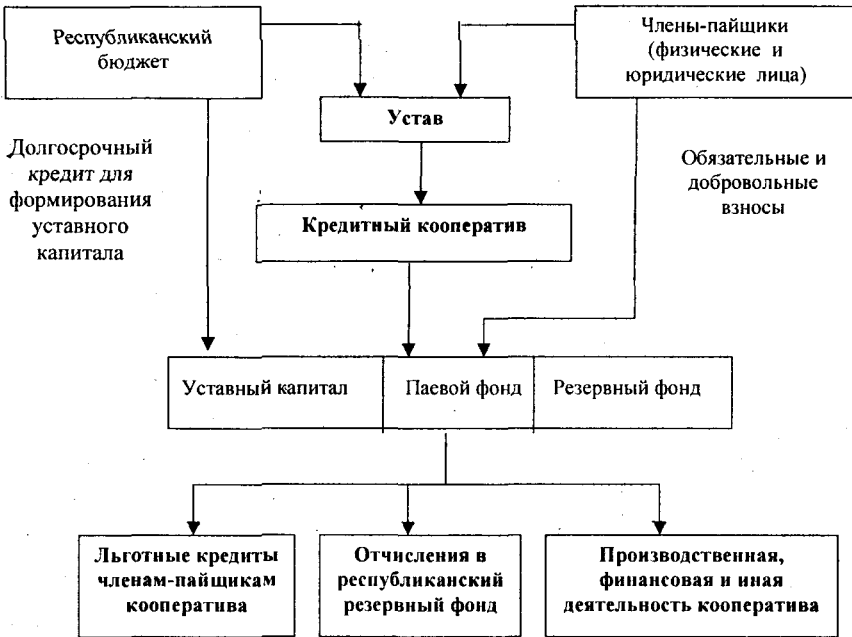 Республиканский
бюджет
Члены-пайщики
(физические и
юридические лица)
Устав
Долгосрочный
кредит для
формирования
уставного
капитала
Обязательные и
добровольные
взносы
Кредитный кооператив
Уставный капитал
Паевой фонд
Резервный фонд
Льготные кредиты
членам-пайщикам
кооператива
Отчисления в
республиканский
резервный фонд
Производственная,
финансовая и иная
деятельность кооператива